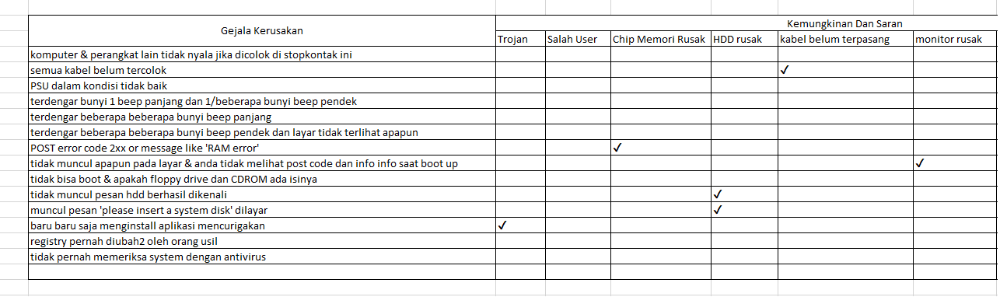 Gejala Kerusakan
Kemungkinan Dan Saran
Trojan Salah User Chip Memori Rusak HDD rusak kabel belum terpasang monitor rusak
komputer & perangkat lain tidak nyala jika dicolok di stopkontak ini
semua kabel belum tercolok ✓
PSU dalam kondisi tidak baik
terdengar bunyi 1 beep panjang dan 1/beberapa bunyi beep pendek
terdengar beberapa beberapa bunyi beep panjang
terdengar beberapa beberapa bunyi beep pendek dan layar tidak terlihat apapun
POST error code 2xx or message like 'RAM error' ✓
tidak muncul apapun pada layar & anda tidak melihat post code dan info info saat boot up ✓
tidak bisa boot & apakah floppy drive dan CDROM ada isinya
tidak muncul pesan hdd berhasil dikenali ✓
muncul pesan 'please insert a system disk' dilayar ✓
baru baru saja menginstall aplikasi mencurigakan ✓
registry pernah diubah2 oleh orang usil
tidak pernah memeriksa system dengan antivirus